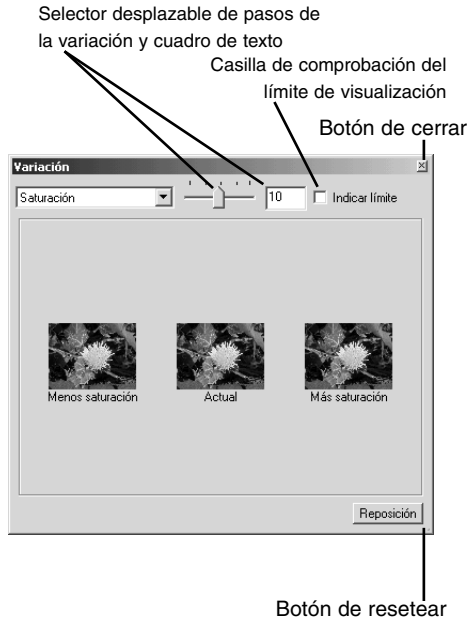 Selector desplazable de pasos de
la variación y cuadro de texto
Casilla de comprobación del
límite de visualización
Botón de cerrar
Variación
Saturación
10
Indicar límite
Menos saturación
Actual
Más saturación
Reposición
Botón de resetear